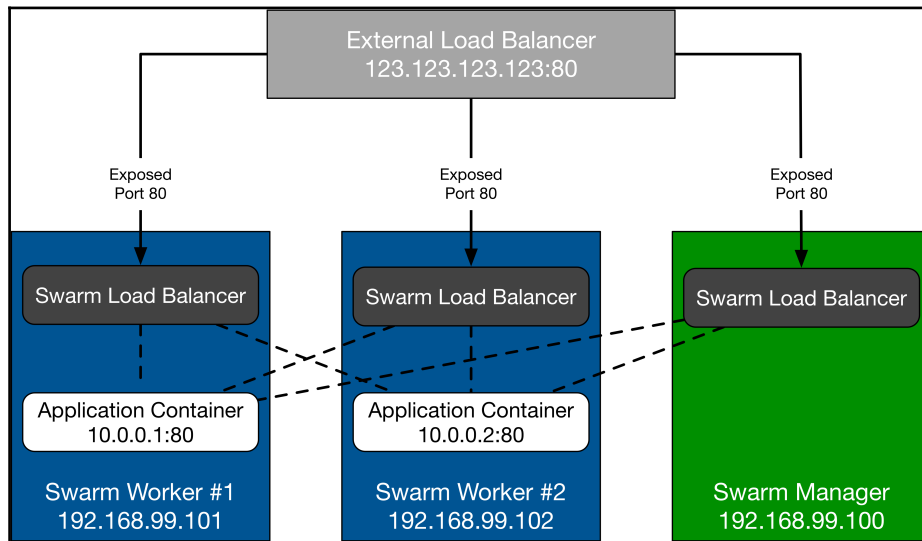 External Load Balancer
123.123.123.123:80
Exposed
Port 80
Exposed
Port 80
Exposed
Port 80
Swarm Load Balancer
Swarm Load Balancer
Swarm Load Balancer
Application Container
10.0.0.1:80
Application Container
10.0.0.2:80
Swarm Worker #1
192.168.99.101
Swarm Worker #2
192.168.99.102
Swarm Manager
192.168.99.100